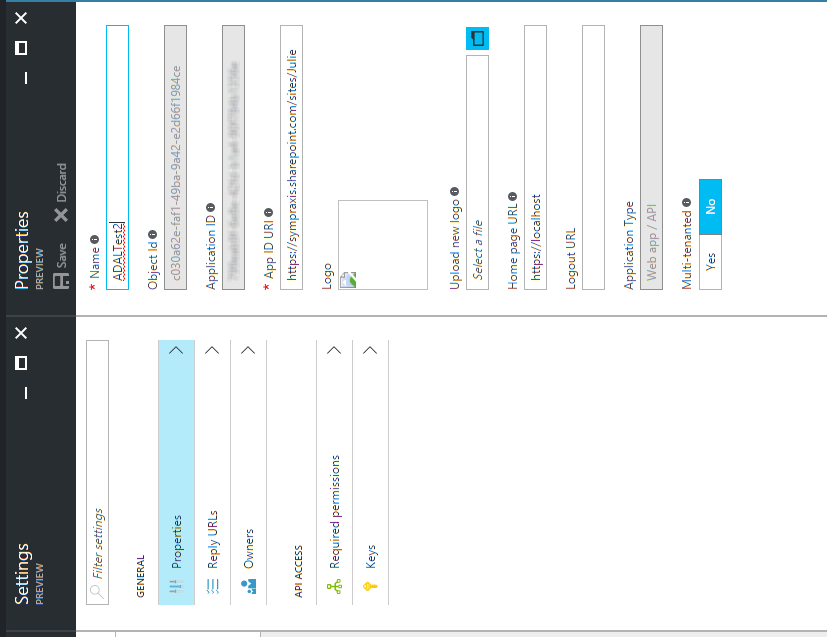 Settings
PREVIEW
Filter settings
GENERAL
Properties
Reply URLs
Owners
API ACCESS
Required permissions
Keys
Properties
PREVIEW
Save Discard
* Name
ADALTest2
Object Id
c030a62e-faf1-49ba-9a42-e2d66f1984ce
Application ID
* App ID URI
https://sympraxis.sharepoint.com/sites/Julie
Logo
Upload new logo
Select a file
Home page URL
https://localhost
Logout URL
Application Type
Web app / API
Multi-tenanted
Yes No